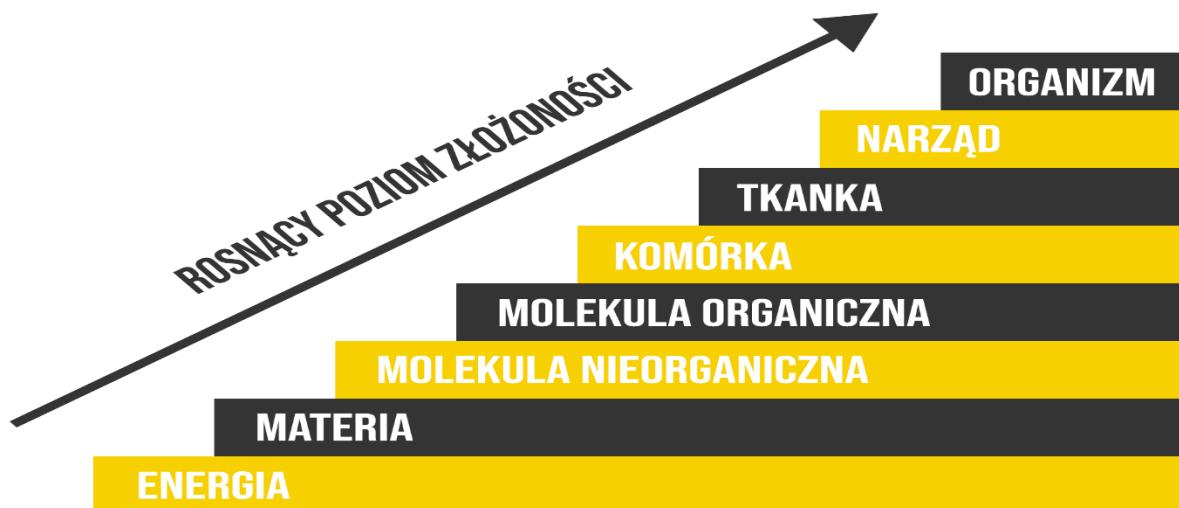 ROSNĄCY POZIOM ZŁOŻONOŚCI
ORGANIZM
NARZĄD
TKANKA
KOMÓRKA
MOLEKULA ORGANICZNA
MOLEKULA NIEORGANICZNA
MATERIA
ENERGIA